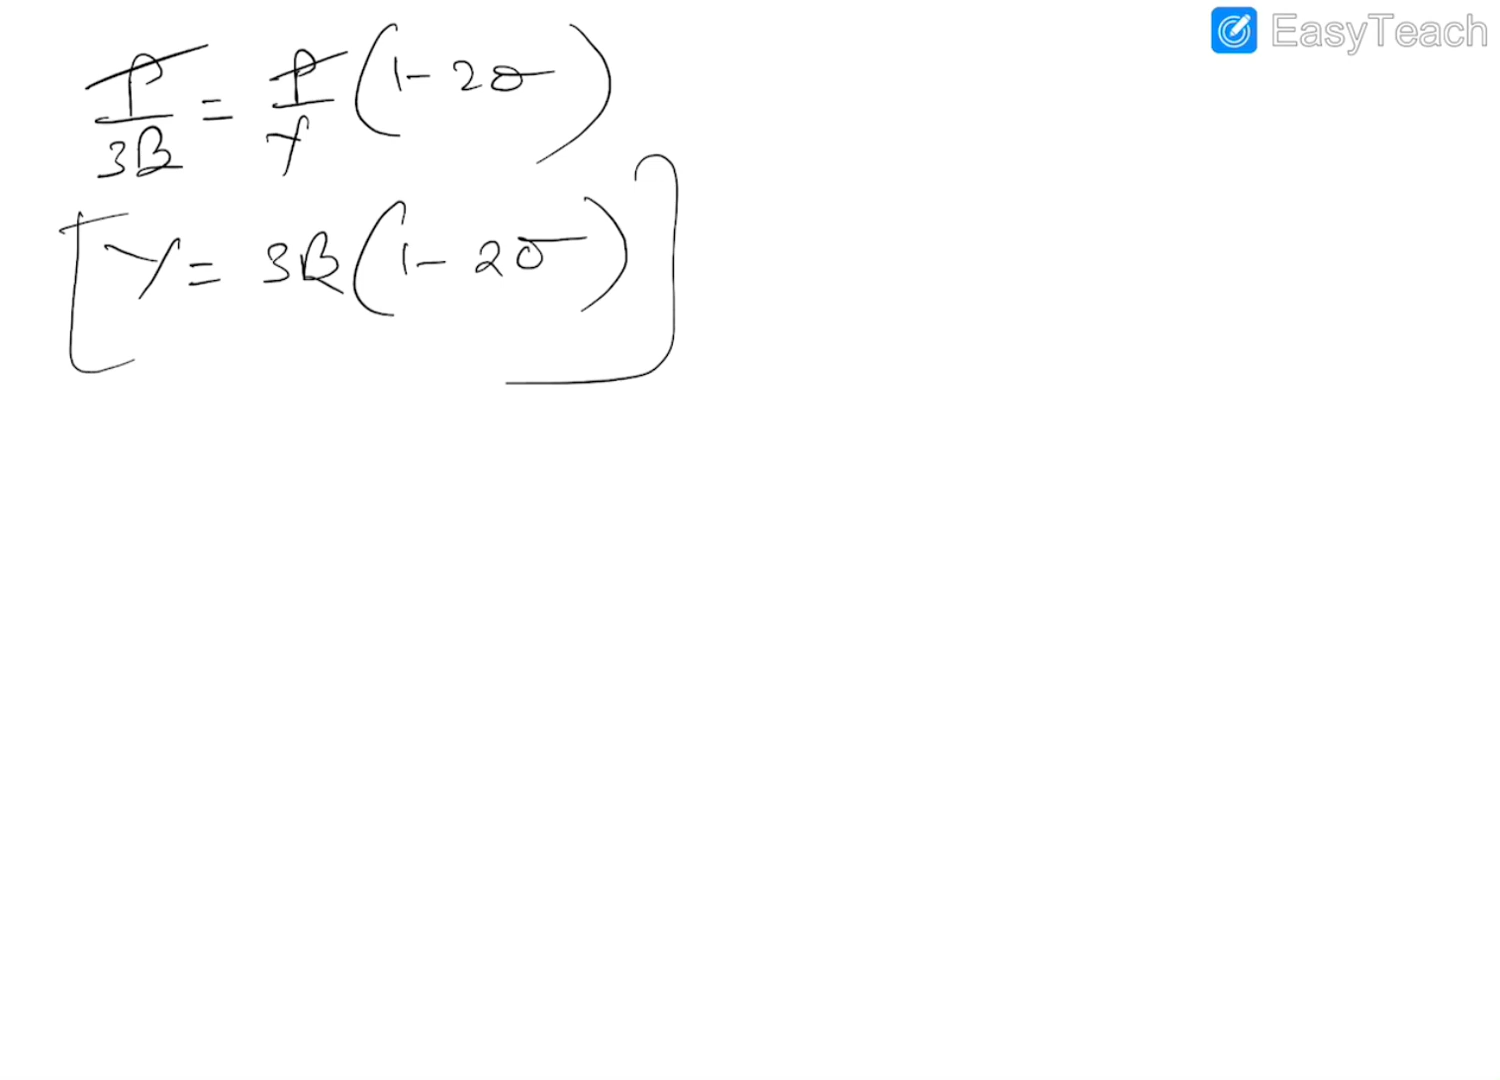 EasyTeach
P/3B = P/Y (1 - 2σ)
Y = 3B (1 - 2σ)